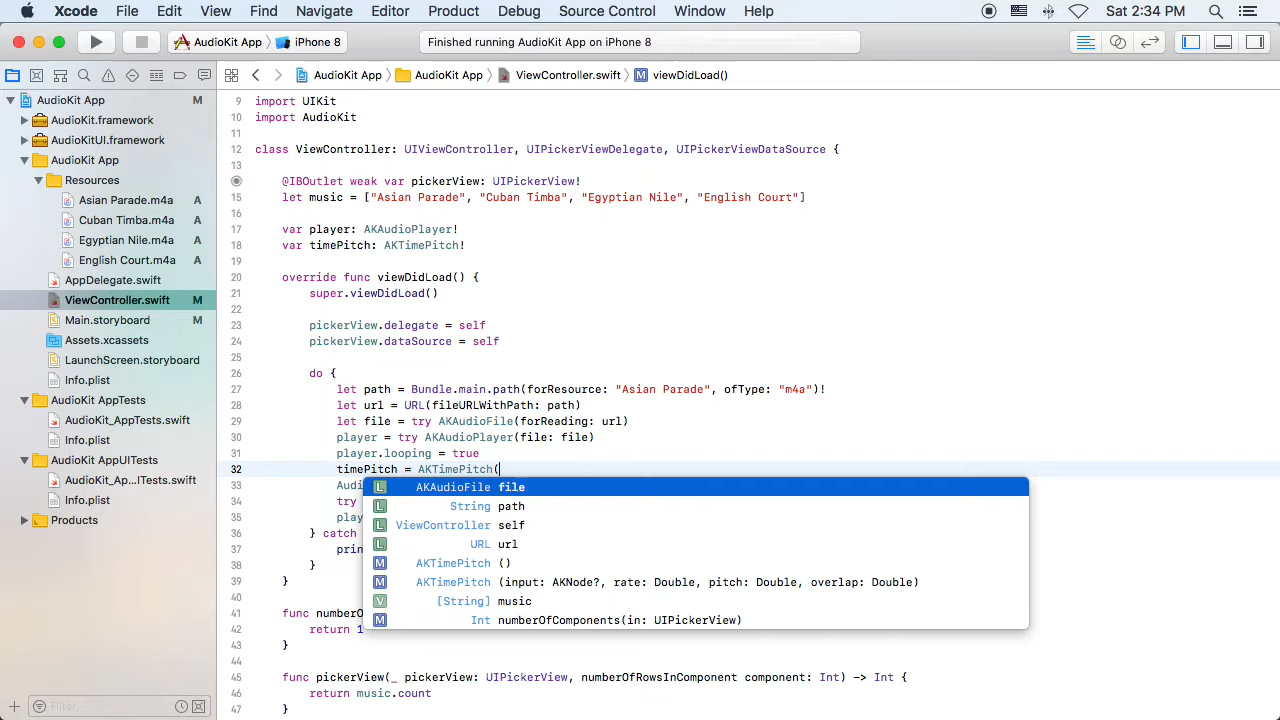 Xcode File Edit View Find Navigate Editor Product Debug Source Control Window Help Sat 2:34 PM
AudioKit App iPhone 8 Finished running AudioKit App on iPhone 8
AudioKit App AudioKit App ViewController.swift M viewDidLoad()
AudioKit App M
AudioKit.framework
AudioKitUI.framework
AudioKit App
Resources
Asian Parade.m4a A
Cuban Timba.m4a A
Egyptian Nile.m4a A
English Court.m4a A
AppDelegate.swift
ViewController.swift M
Main.storyboard M
Assets.xcassets
LaunchScreen.storyboard
Info.plist
AudioKit AppTests
AudioKit_AppTests.swift
Info.plist
AudioKit AppUITests
AudioKit_Ap...ITests.swift
Info.plist
Products
Filter
9 import UIKit
10 import AudioKit
11
12 class ViewController: UIViewController, UIPickerViewDelegate, UIPickerViewDataSource {
13
@IBOutlet weak var pickerView: UIPickerView!
15 let music = ["Asian Parade", "Cuban Timba", "Egyptian Nile", "English Court"]
16
17 var player: AKAudioPlayer!
18 var timePitch: AKTimePitch!
19
20 override func viewDidLoad() {
21 super.viewDidLoad()
22
23 pickerView.delegate = self
24 pickerView.dataSource = self
25
26 do {
27 let path = Bundle.main.path(forResource: "Asian Parade", ofType: "m4a")!
28 let url = URL(fileURLWithPath: path)
29 let file = try AKAudioFile(forReading: url)
30 player = try AKAudioPlayer(file: file)
31 player.looping = true
32 timePitch = AKTimePitch(
33 Audi
34 try
35 play
36 } catch
37 prin
38 }
39 }
40
41 func numberO
42 return 1
43 }
44
45 func pickerView(_ pickerView: UIPickerView, numberOfRowsInComponent component: Int) -> Int {
46 return music.count
47 }
L AKAudioFile file
L String path
L ViewController self
L URL url
M AKTimePitch ()
M AKTimePitch (input: AKNode?, rate: Double, pitch: Double, overlap: Double)
V [String] music
M Int numberOfComponents(in: UIPickerView)